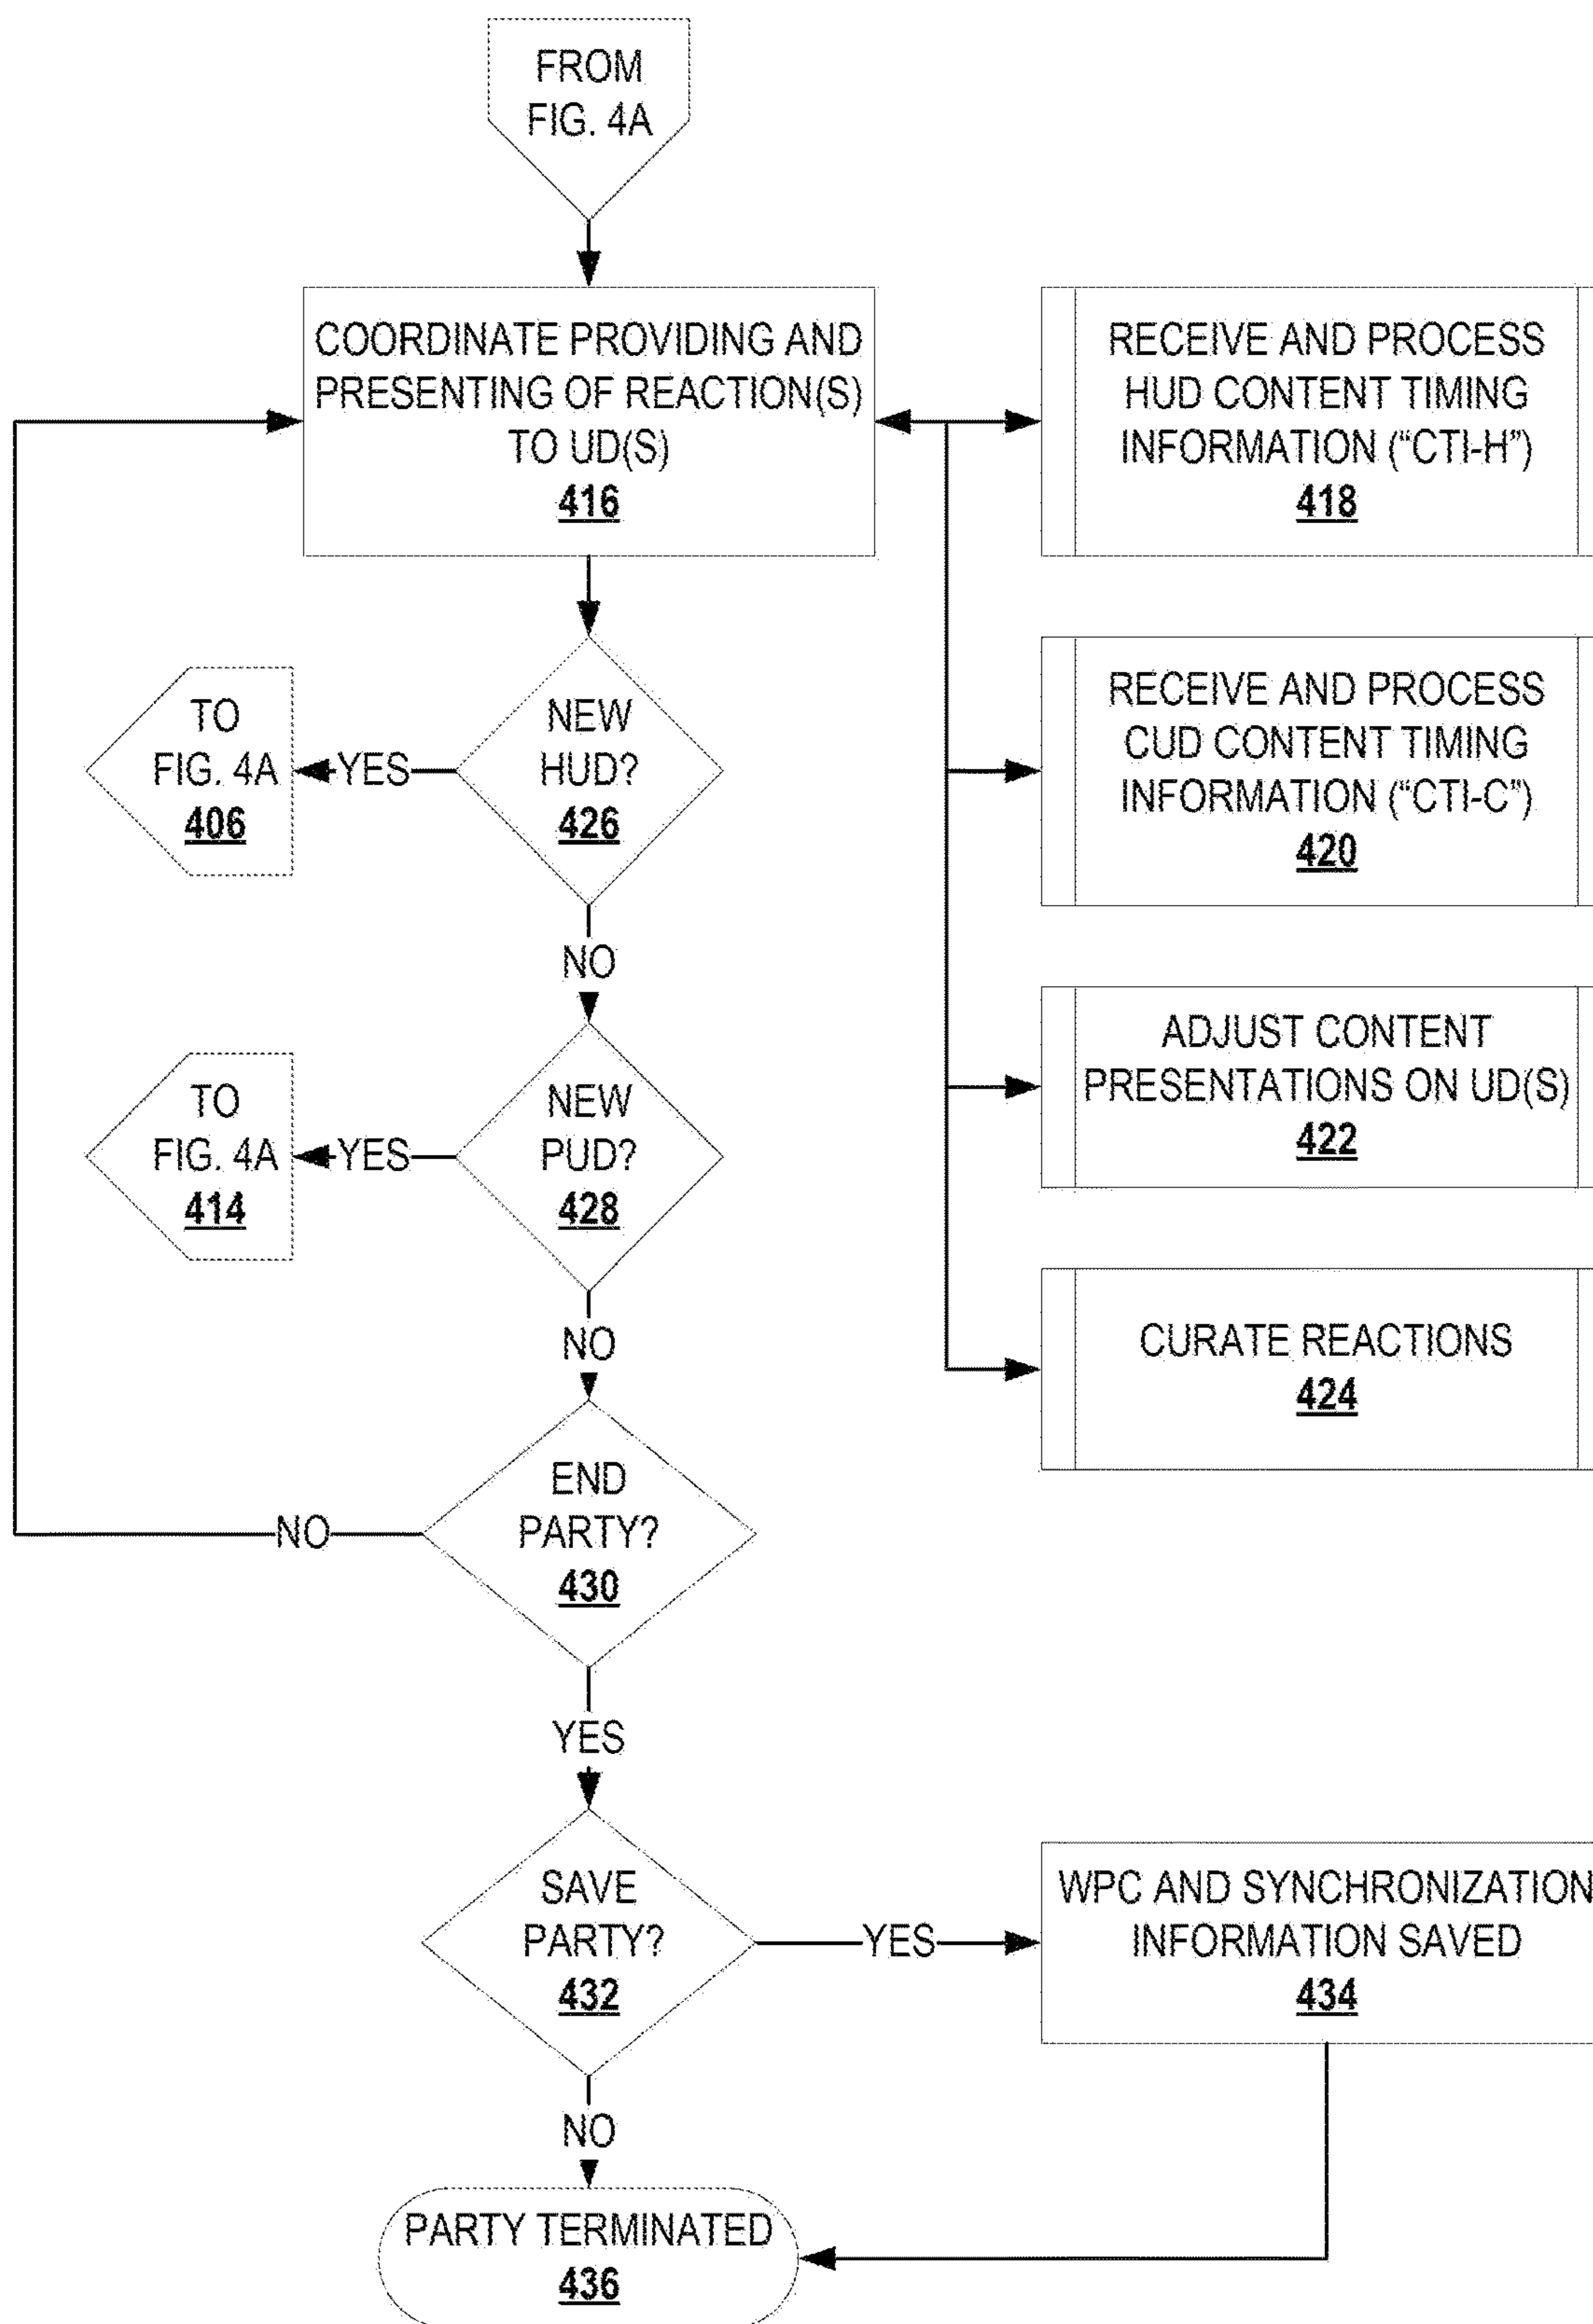 FROM
FIG. 4A
COORDINATE PROVIDING AND
PRESENTING OF REACTION(S)
TO UD(S)
416
RECEIVE AND PROCESS
HUD CONTENT TIMING
INFORMATION (“CTI-H”)
418
RECEIVE AND PROCESS
CUD CONTENT TIMING
INFORMATION (“CTI-C”)
420
ADJUST CONTENT
PRESENTATIONS ON UD(S)
422
CURATE REACTIONS
424
NEW
HUD?
426
YES
TO
FIG. 4A
406
NO
NEW
PUD?
428
YES
TO
FIG. 4A
414
NO
END
PARTY?
430
NO
YES
SAVE
PARTY?
432
YES
WPC AND SYNCHRONIZATION
INFORMATION SAVED
434
NO
PARTY TERMINATED
436